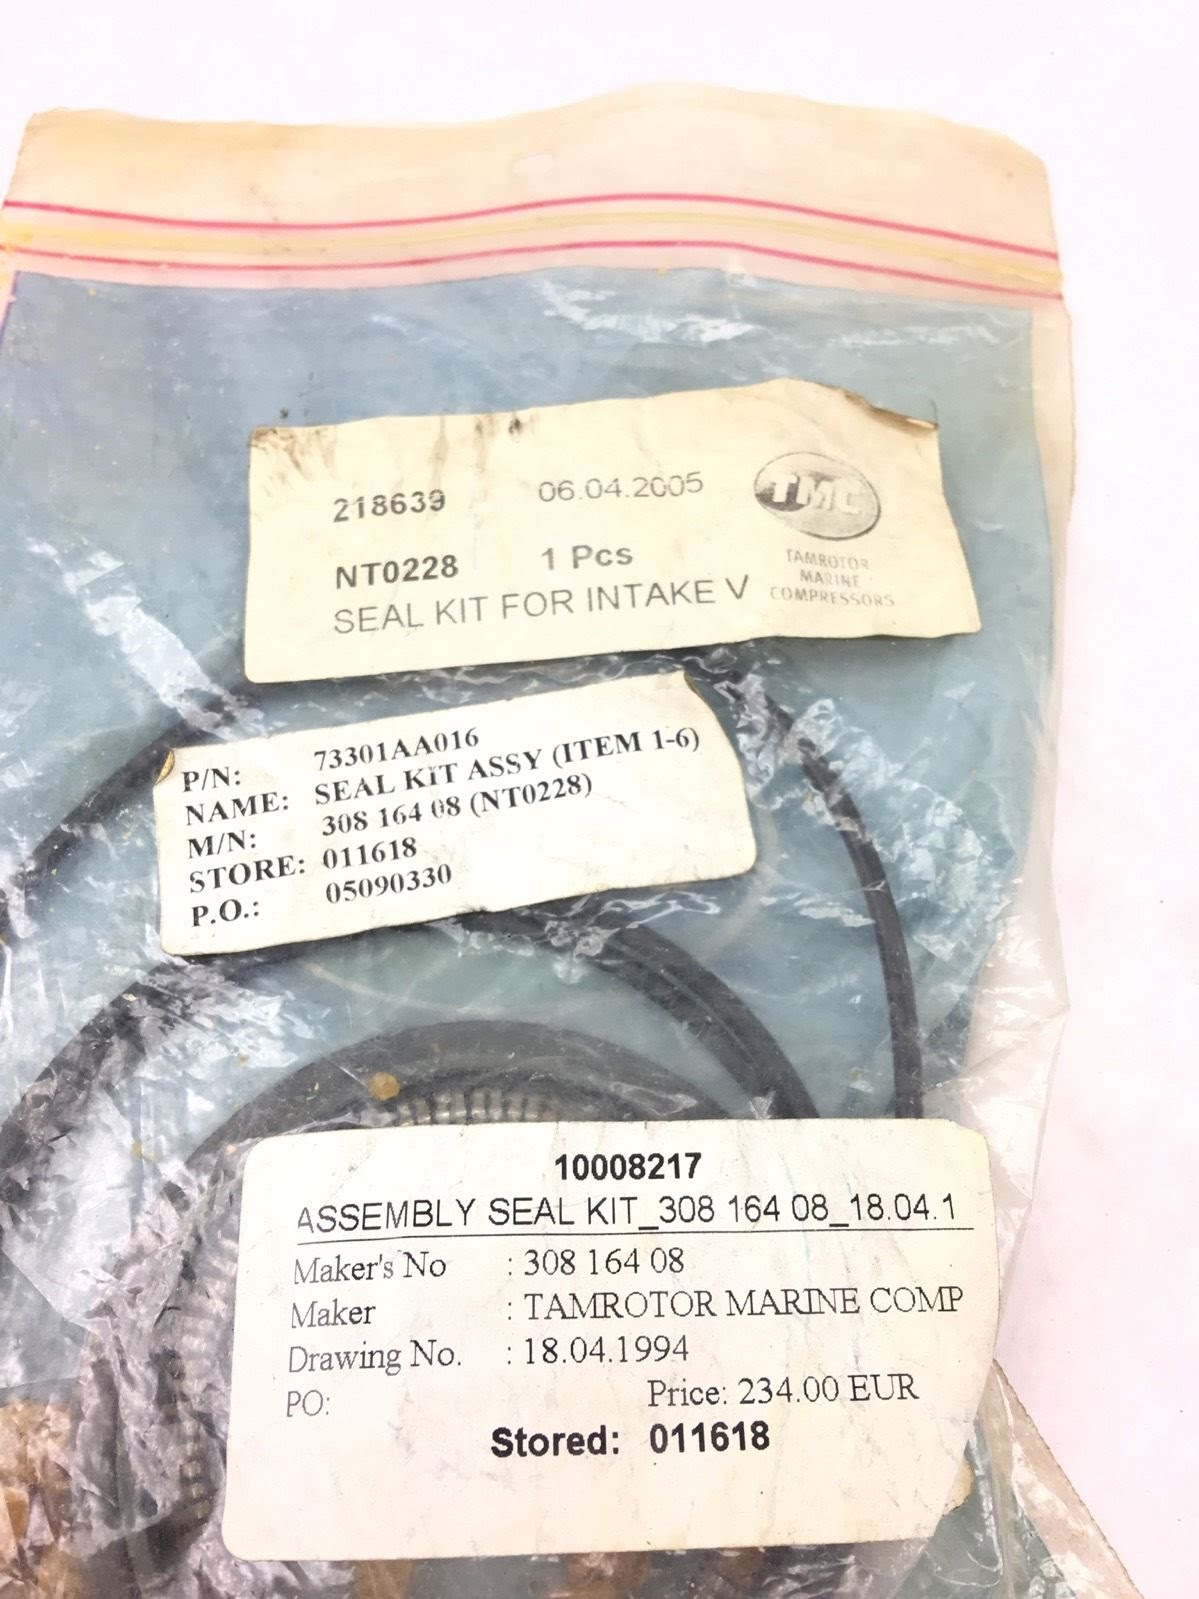 218639 06.04.2005
TMC
NT0228 1 Pcs
TAMROTOR
MARINE
COMPRESSORS
SEAL KIT FOR INTAKE V
P/N: 73301AA016
NAME: SEAL KIT ASSY (ITEM 1-6)
M/N: 308 164 08 (NT0228)
STORE: 011618
P.O.: 05090330
10008217
ASSEMBLY SEAL KIT_308 164 08_18.04.1
Maker's No : 308 164 08
Maker : TAMROTOR MARINE COMP
Drawing No. : 18.04.1994
PO: Price: 234.00 EUR
Stored: 011618